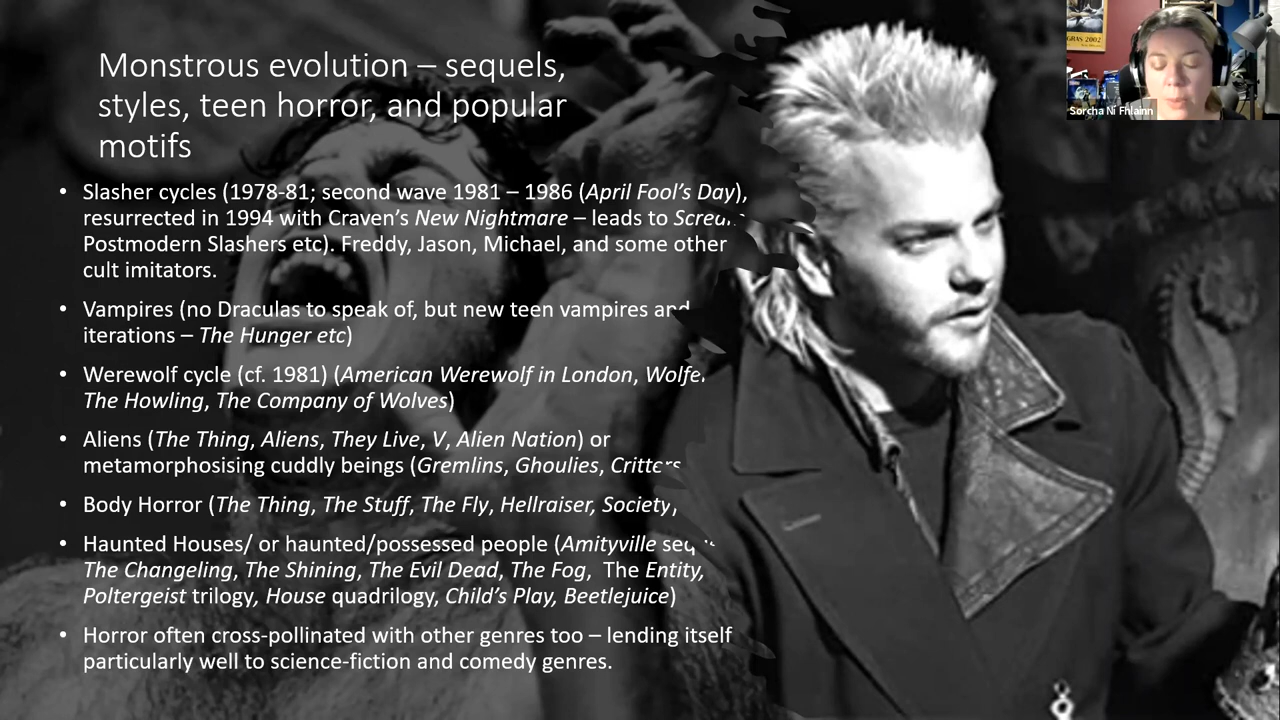 Monstrous evolution – sequels,
styles, teen horror, and popular
motifs
• Slasher cycles (1978-81; second wave 1981 – 1986 (April Fool's Day),
resurrected in 1994 with Craven's New Nightmare – leads to
Postmodern Slashers etc). Freddy, Jason, Michael, and some other
cult imitators.
• Vampires (no Draculas to speak of, but new teen vampires and
iterations – The Hunger etc)
• Werewolf cycle (cf. 1981) (American Werewolf in London,
The Howling, The Company of Wolves)
• Aliens (The Thing, Aliens, They Live, V, Alien Nation) or
metamorphosising cuddly beings (Gremlins, Ghoulies, Critters
• Body Horror (The Thing, The Stuff, The Fly, Hellraiser, Society,
• Haunted Houses/ or haunted/possessed people (Amityville
The Changeling, The Shining, The Evil Dead, The Fog, The Entity,
Poltergeist trilogy, House quadrilogy, Child's Play, Beetlejuice)
• Horror often cross-pollinated with other genres too – lending itself
particularly well to science-fiction and comedy genres.
GRAS 2002
Sorcha Ní Fhlainn